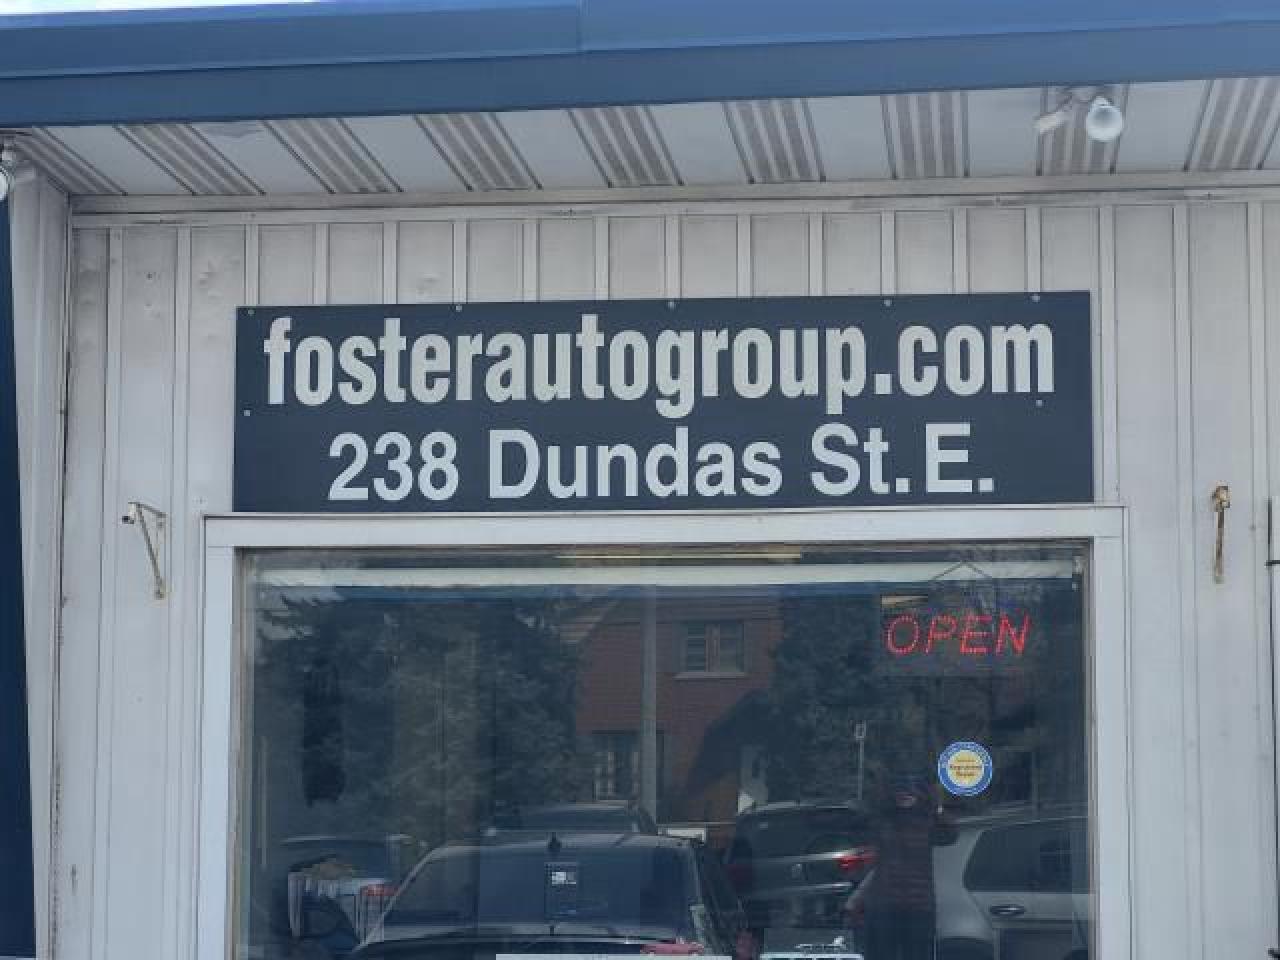 fosterautogroup.com
238 Dundas St. E.
OPEN